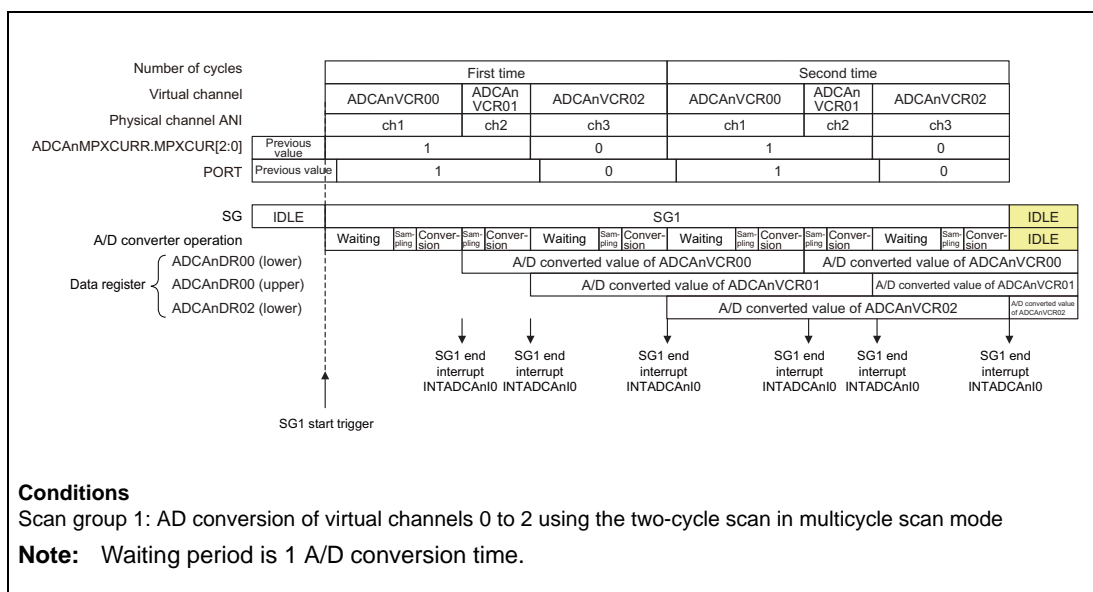 Number of cycles First time Second time
Virtual channel ADCAnVCR00 ADCAn VCR01 ADCAnVCR02 ADCAnVCR00 ADCAn VCR01 ADCAnVCR02
Physical channel ANI ch1 ch2 ch3 ch1 ch2 ch3
ADCAnMPXCURR.MPXCUR[2:0] Previous value 1 0 1 0
PORT Previous value 1 0 1 0
SG IDLE SG1 IDLE
A/D converter operation Waiting Sam-pling Conver-sion Sam-pling Conver-sion Waiting Sam-pling Conver-sion Waiting Sam-pling Conver-sion Sam-pling Conver-sion Waiting Sam-pling Conver-sion IDLE
Data register
ADCAnDR00 (lower) A/D converted value of ADCAnVCR00 A/D converted value of ADCAnVCR00
ADCAnDR00 (upper) A/D converted value of ADCAnVCR01 A/D converted value of ADCAnVCR01
ADCAnDR02 (lower) A/D converted value of ADCAnVCR02 A/D converted value of ADCAnVCR02
SG1 end SG1 end SG1 end SG1 end SG1 end SG1 end
interrupt interrupt interrupt interrupt interrupt interrupt
INTADCAnI0 INTADCAnI0 INTADCAnI0 INTADCAnI0 INTADCAnI0 INTADCAnI0
SG1 start trigger
Conditions
Scan group 1: AD conversion of virtual channels 0 to 2 using the two-cycle scan in multicycle scan mode
Note: Waiting period is 1 A/D conversion time.